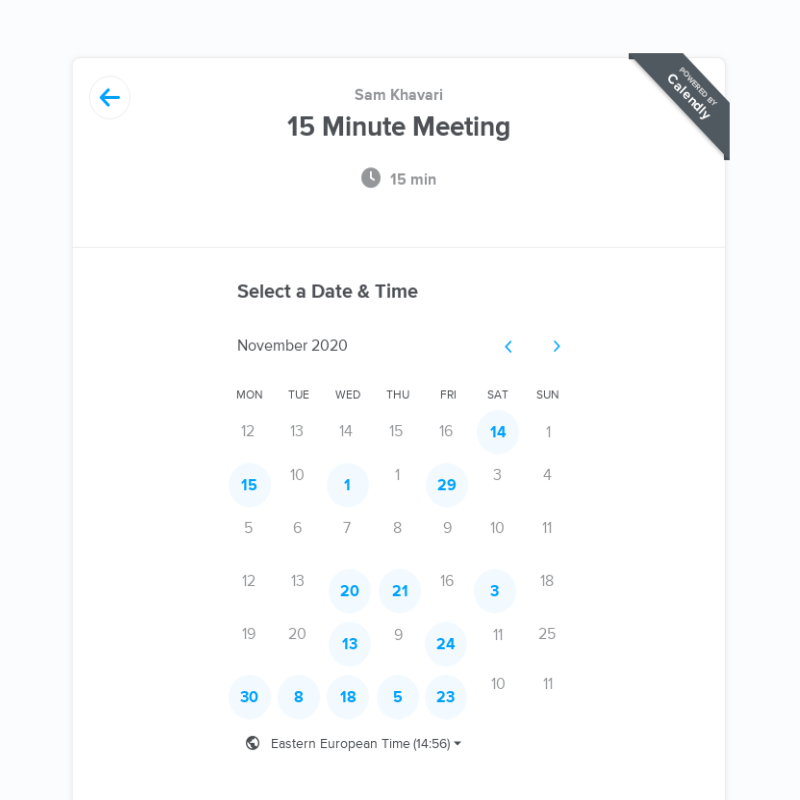 POWERED BY
Calendly
Sam Khavari
15 Minute Meeting
15 min
Select a Date & Time
November 2020
MON TUE WED THU FRI SAT SUN
12 13 14 15 16 14 1
15 10 1 1 29 3 4
5 6 7 8 9 10 11
12 13 20 21 16 3 18
19 20 13 9 24 11 25
30 8 18 5 23 10 11
Eastern European Time (14:56)